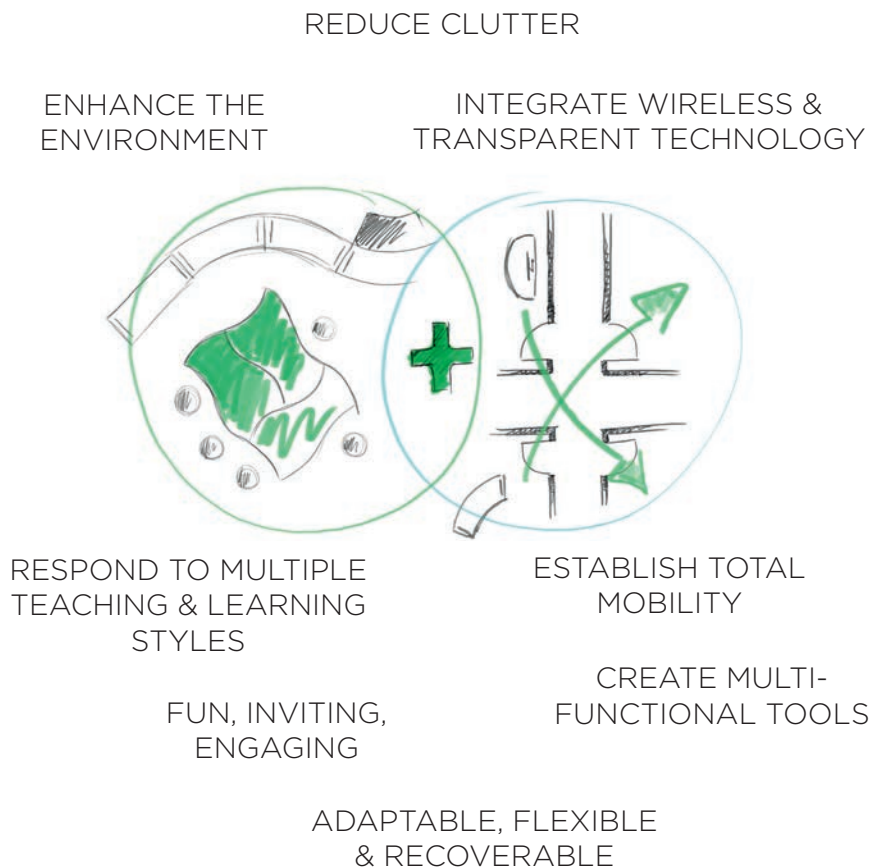 REDUCE CLUTTER
ENHANCE THE
ENVIRONMENT
INTEGRATE WIRELESS &
TRANSPARENT TECHNOLOGY
RESPOND TO MULTIPLE
TEACHING & LEARNING
STYLES
ESTABLISH TOTAL
MOBILITY
CREATE MULTI-
FUNCTIONAL TOOLS
FUN, INVITING,
ENGAGING
ADAPTABLE, FLEXIBLE
& RECOVERABLE